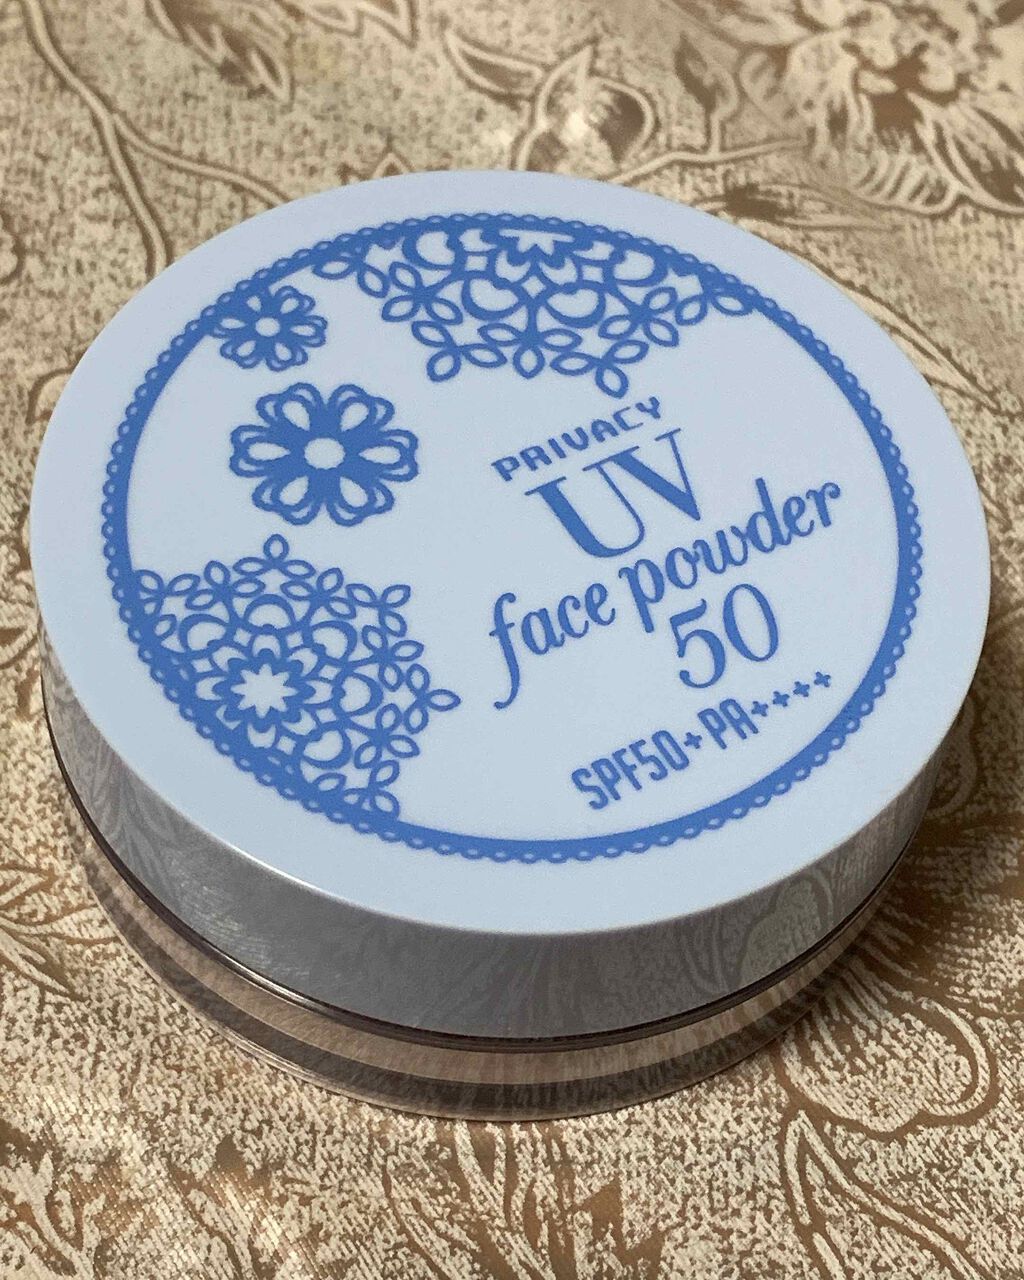 PRIVACY
UV
face powder
50
SPF50+PA++++